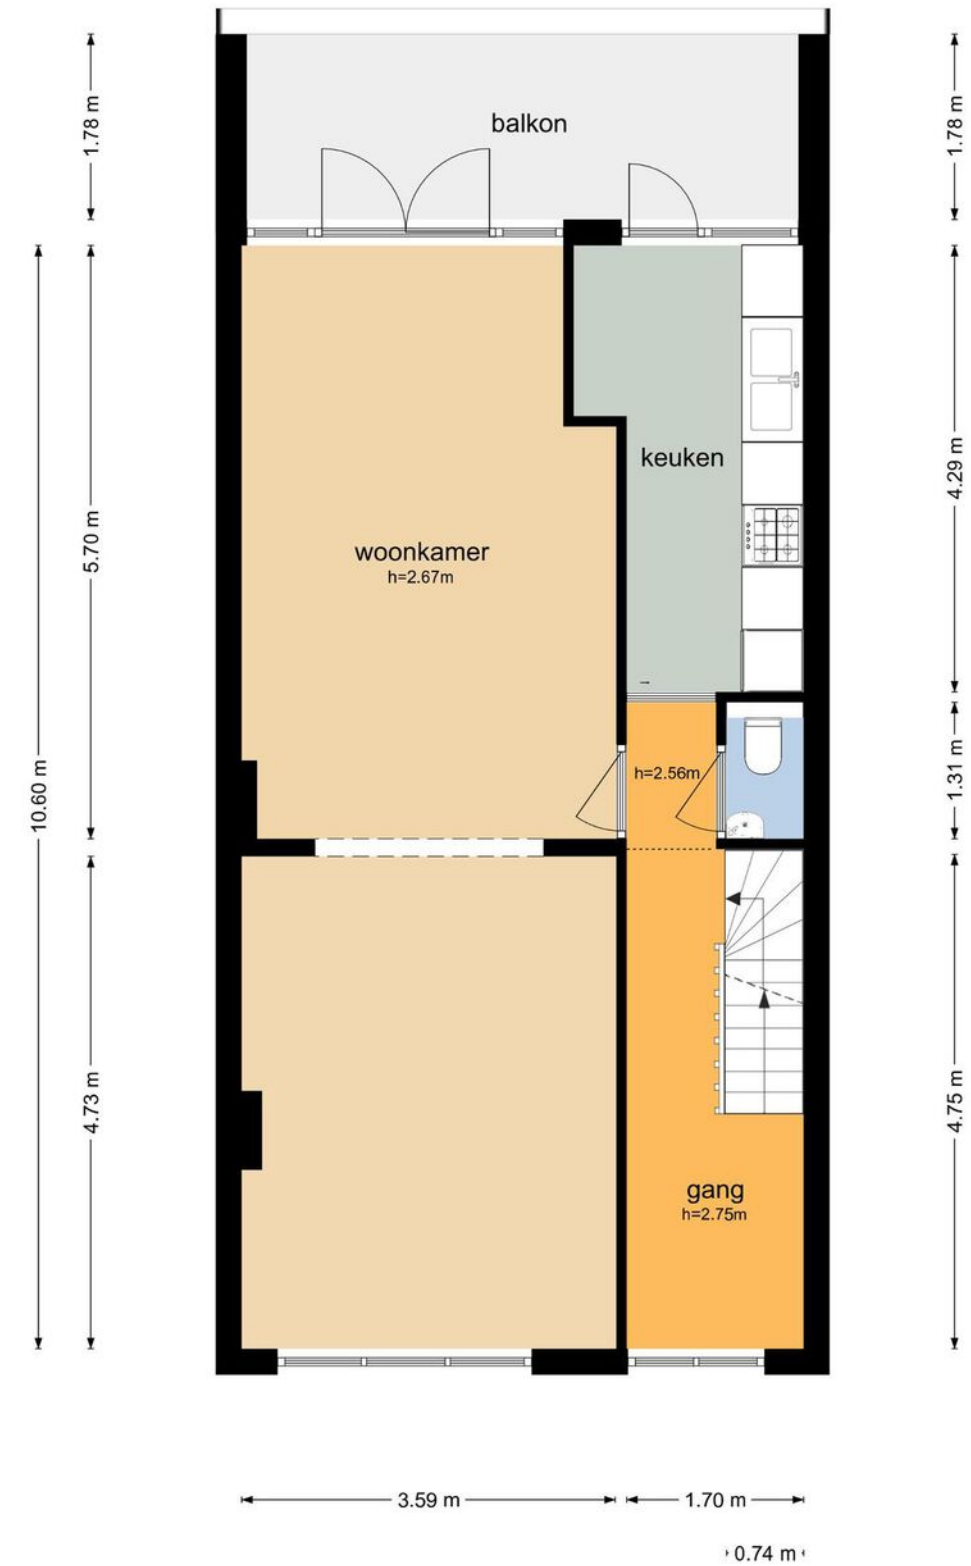 1.78 m
1.78 m
balkon
keuken
4.29 m
5.70 m
woonkamer
h=2.67m
h=2.56m
1.31 m
10.60 m
4.73 m
4.75 m
gang
h=2.75m
3.59 m
1.70 m
0.74 m